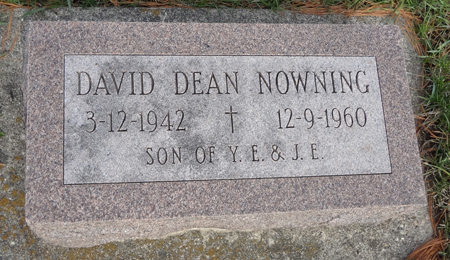 DAVID DEAN NOWNING
3-12-1942 † 12-9-1960
SON OF Y. E. & J. E.